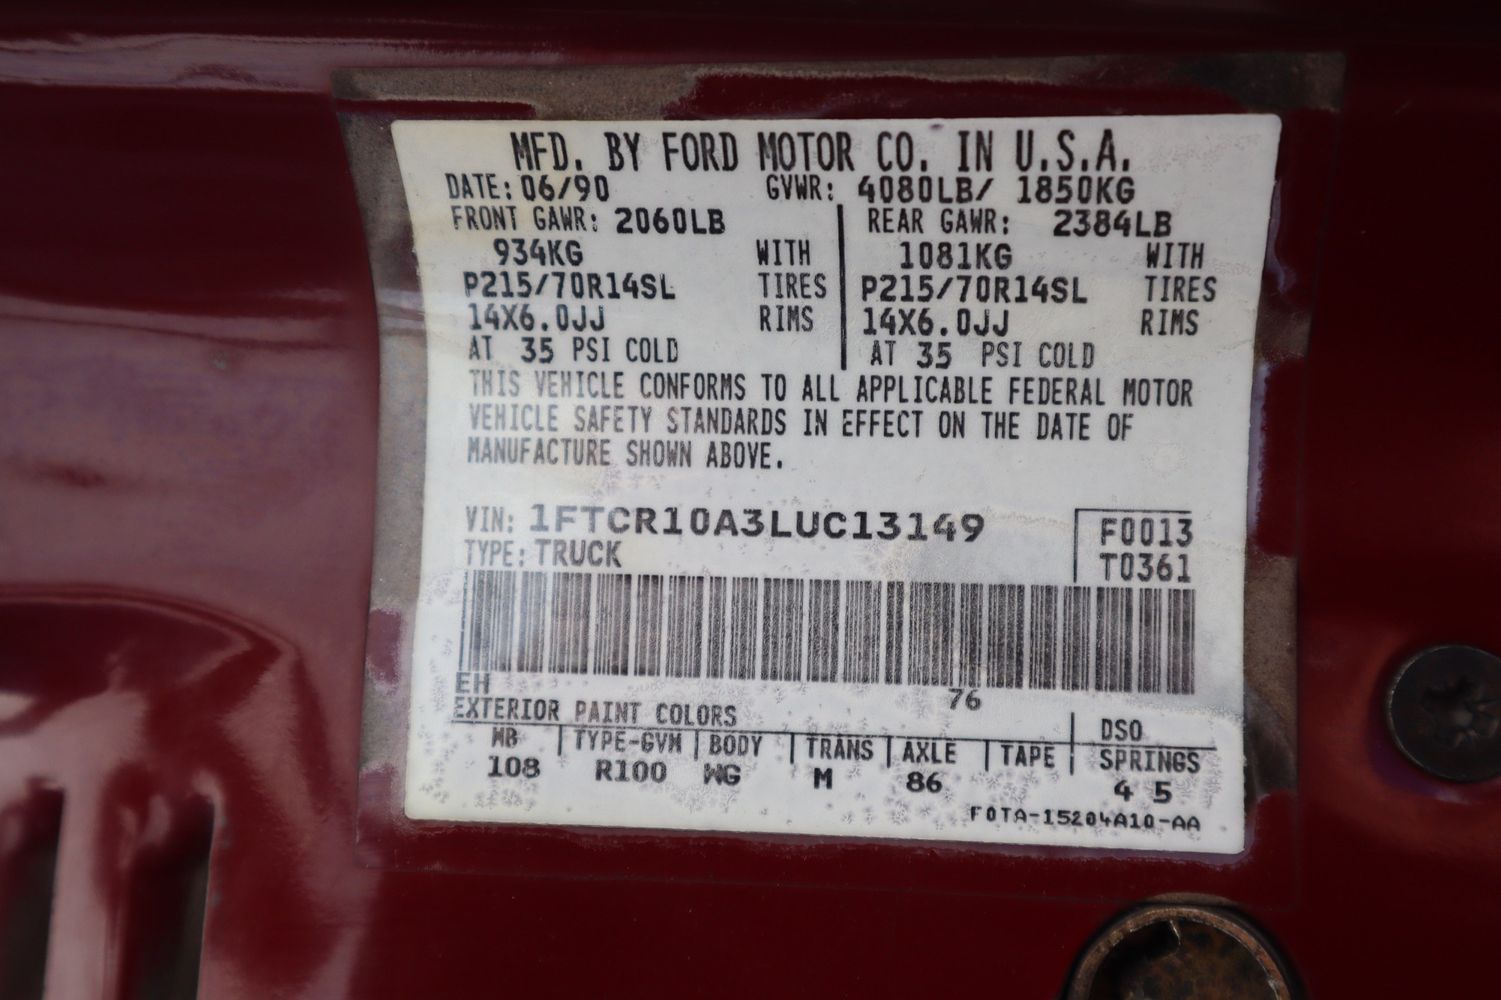 MFD. BY FORD MOTOR CO. IN U.S.A.
DATE: 06/90 GVWR: 4080LB/ 1850KG
FRONT GAWR: 2060LB REAR GAWR: 2384LB
934KG WITH 1081KG WITH
P215/70R14SL TIRES P215/70R14SL TIRES
14X6.0JJ RIMS 14X6.0JJ RIMS
AT 35 PSI COLD AT 35 PSI COLD
THIS VEHICLE CONFORMS TO ALL APPLICABLE FEDERAL MOTOR
VEHICLE SAFETY STANDARDS IN EFFECT ON THE DATE OF
MANUFACTURE SHOWN ABOVE.
VIN: 1FTCR10A3LUC13149 F0013
TYPE: TRUCK T0361
EH 76
EXTERIOR PAINT COLORS DSO
WB TYPE-GVM BODY TRANS AXLE TAPE SPRINGS
108 R100 WG M 86 4 5
F0TA-15204A10-AA